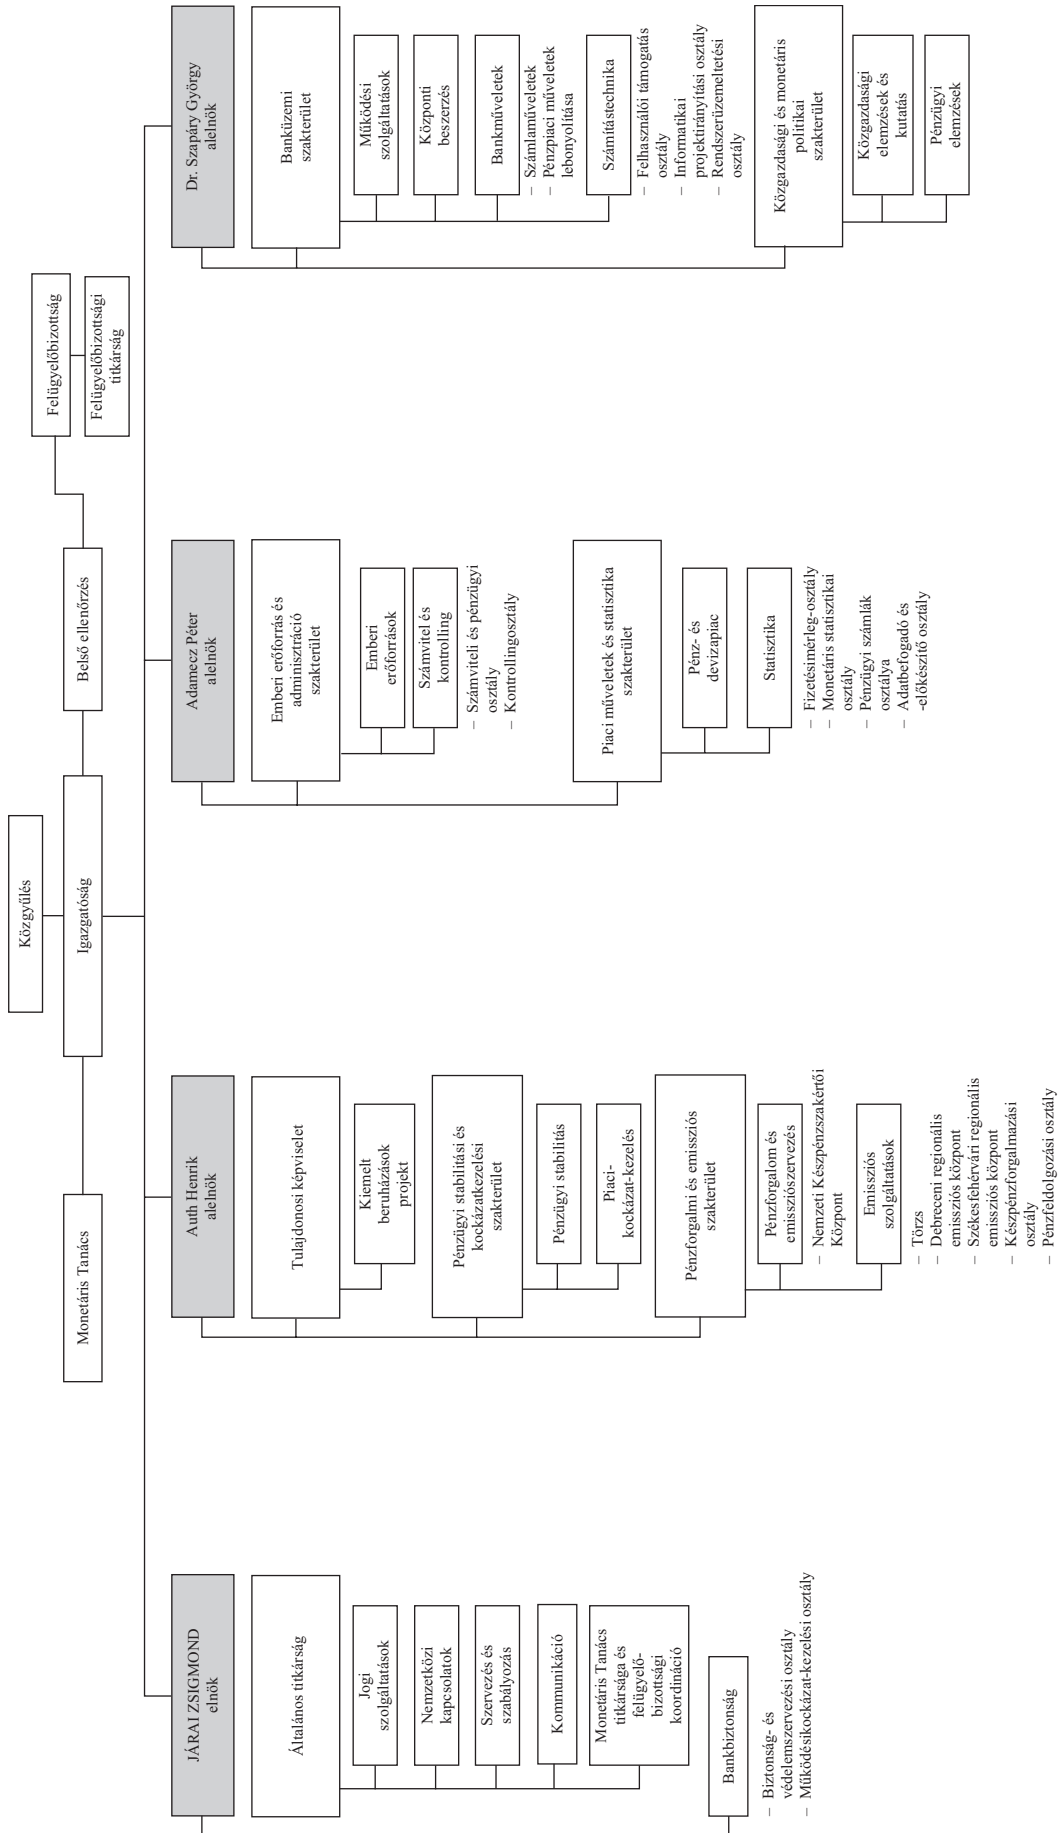 Közgyűlés
Monetáris Tanács
Igazgatóság
Belső ellenőrzés
Felügyelőbizottság
Felügyelőbizottsági
titkárság
JÁRAI ZSIGMOND
elnök
Általános titkárság
Jogi
szolgáltatások
Nemzetközi
kapcsolatok
Szervezés és
szabályozás
Kommunikáció
Monetáris Tanács
titkársága és
felügyelő-
bizottsági
koordináció
Bankbiztonság
– Biztonság- és
védelemszervezési osztály
– Működésikockázat-kezelési osztály
Auth Henrik
alelnök
Tulajdonosi képviselet
Kiemelt
beruházások
projekt
Pénzügyi stabilitási és
kockázatkezelési
szakterület
Pénzügyi stabilitás
Piaci-
kockázat-kezelés
Pénzforgalmi és emissziós
szakterület
Pénzforgalom és
emissziószervezés
– Nemzeti Készpénzszakértői
Központ
Emissziós
szolgáltatások
– Törzs
– Debreceni regionális
emissziós központ
– Székesfehérvári regionális
emissziós központ
– Készpénzforgalmazási
osztály
– Pénzfeldolgozási osztály
Adamecz Péter
alelnök
Emberi erőforrás és
adminisztráció
szakterület
Emberi
erőforrások
Számvitel és
kontrolling
– Számviteli és pénzügyi
osztály
– Kontrollingosztály
Piaci műveletek és statisztika
szakterület
Pénz- és
devizapiac
Statisztika
– Fizetésimérleg-osztály
– Monetáris statisztikai
osztály
– Pénzügyi számlák
osztálya
– Adatbefogadó és
-előkészítő osztály
Dr. Szapáry György
alelnök
Banküzemi
szakterület
Működési
szolgáltatások
Központi
beszerzés
Bankműveletek
– Számlaműveletek
– Pénzpiaci műveletek
lebonyolítása
Számítástechnika
– Felhasználói támogatás
osztály
– Informatikai
projektirányítási osztály
– Rendszerüzemeltetési
osztály
Közgazdasági és monetáris
politikai
szakterület
Közgazdasági
elemzések és
kutatás
Pénzügyi
elemzések